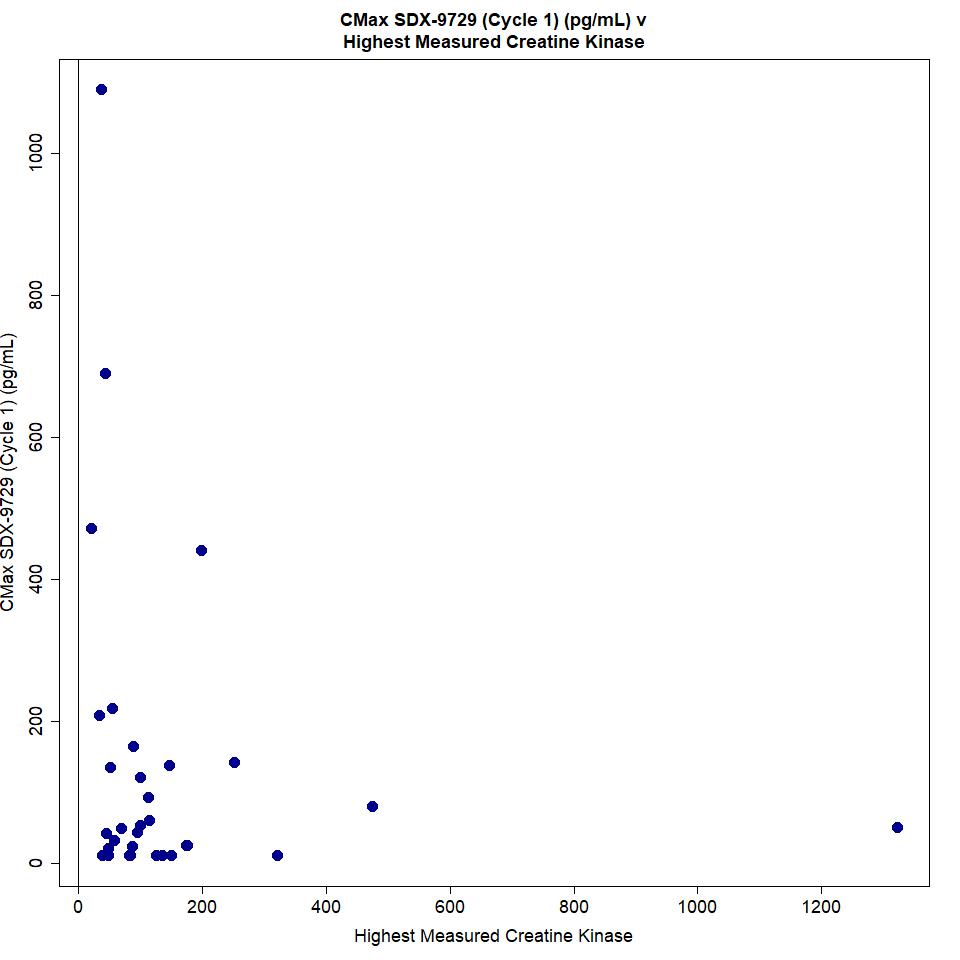 CMax SDX-9729 (Cycle 1) (pg/mL) v
Highest Measured Creatine Kinase
1000
800
600
400
200
0
CMax SDX-9729 (Cycle 1) (pg/mL)
0 200 400 600 800 1000 1200
Highest Measured Creatine Kinase